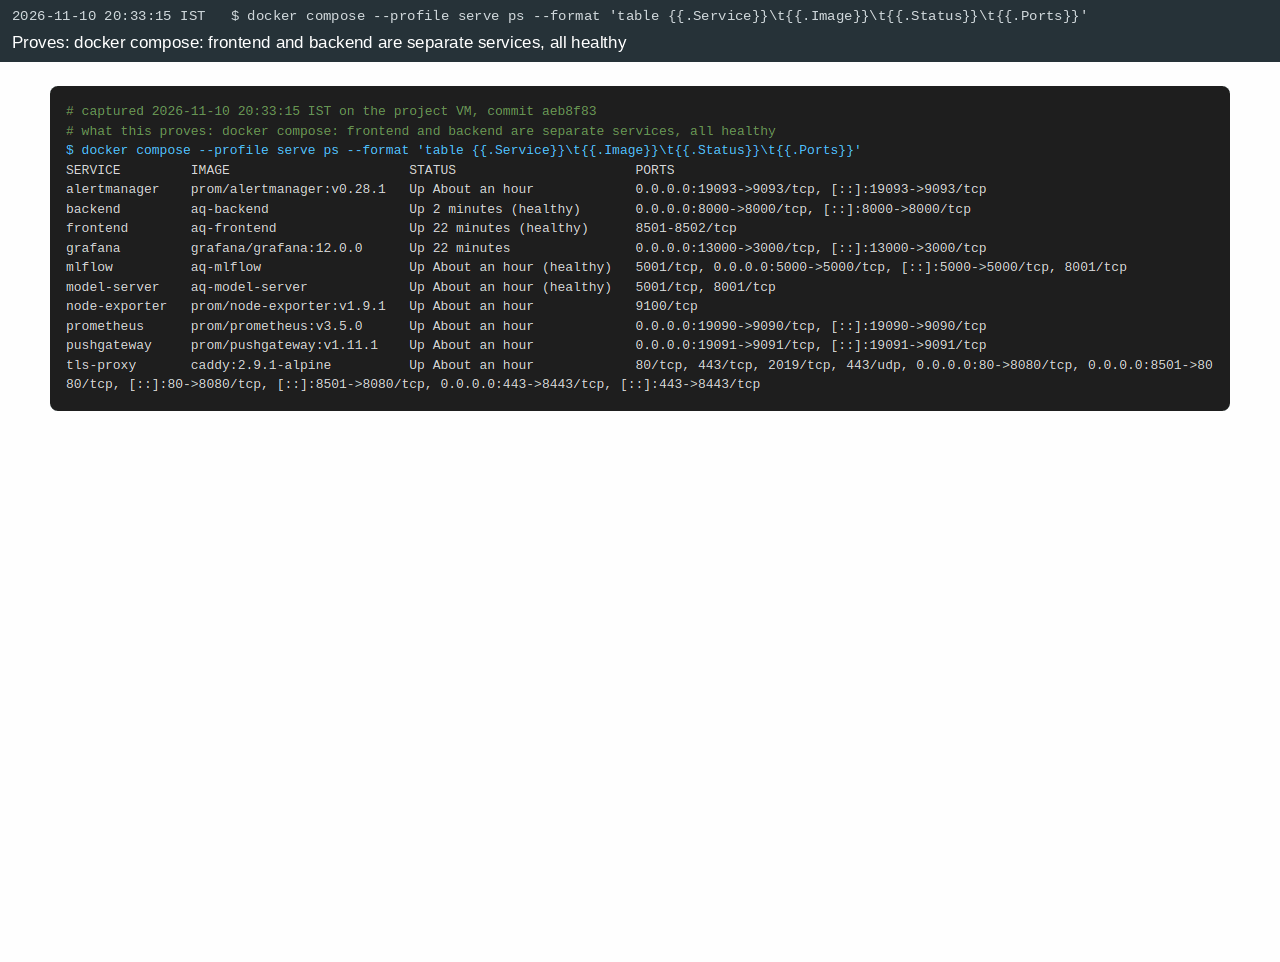 2026-11-10 20:33:15 IST   $ docker compose --profile serve ps --format 'table {{.Service}}\t{{.Image}}\t{{.Status}}\t{{.Ports}}'
Proves: docker compose: frontend and backend are separate services, all healthy
# captured 2026-11-10 20:33:15 IST on the project VM, commit aeb8f83
# what this proves: docker compose: frontend and backend are separate services, all healthy
$ docker compose --profile serve ps --format 'table {{.Service}}\t{{.Image}}\t{{.Status}}\t{{.Ports}}'
SERVICE         IMAGE                       STATUS                       PORTS
alertmanager    prom/alertmanager:v0.28.1   Up About an hour             0.0.0.0:19093->9093/tcp, [::]:19093->9093/tcp
backend         aq-backend                  Up 2 minutes (healthy)       0.0.0.0:8000->8000/tcp, [::]:8000->8000/tcp
frontend        aq-frontend                 Up 22 minutes (healthy)      8501-8502/tcp
grafana         grafana/grafana:12.0.0      Up 22 minutes                0.0.0.0:13000->3000/tcp, [::]:13000->3000/tcp
mlflow          aq-mlflow                   Up About an hour (healthy)   5001/tcp, 0.0.0.0:5000->5000/tcp, [::]:5000->5000/tcp, 8001/tcp
model-server    aq-model-server             Up About an hour (healthy)   5001/tcp, 8001/tcp
node-exporter   prom/node-exporter:v1.9.1   Up About an hour             9100/tcp
prometheus      prom/prometheus:v3.5.0      Up About an hour             0.0.0.0:19090->9090/tcp, [::]:19090->9090/tcp
pushgateway     prom/pushgateway:v1.11.1    Up About an hour             0.0.0.0:19091->9091/tcp, [::]:19091->9091/tcp
tls-proxy       caddy:2.9.1-alpine          Up About an hour             80/tcp, 443/tcp, 2019/tcp, 443/udp, 0.0.0.0:80->8080/tcp, 0.0.0.0:8501->80
80/tcp, [::]:80->8080/tcp, [::]:8501->8080/tcp, 0.0.0.0:443->8443/tcp, [::]:443->8443/tcp